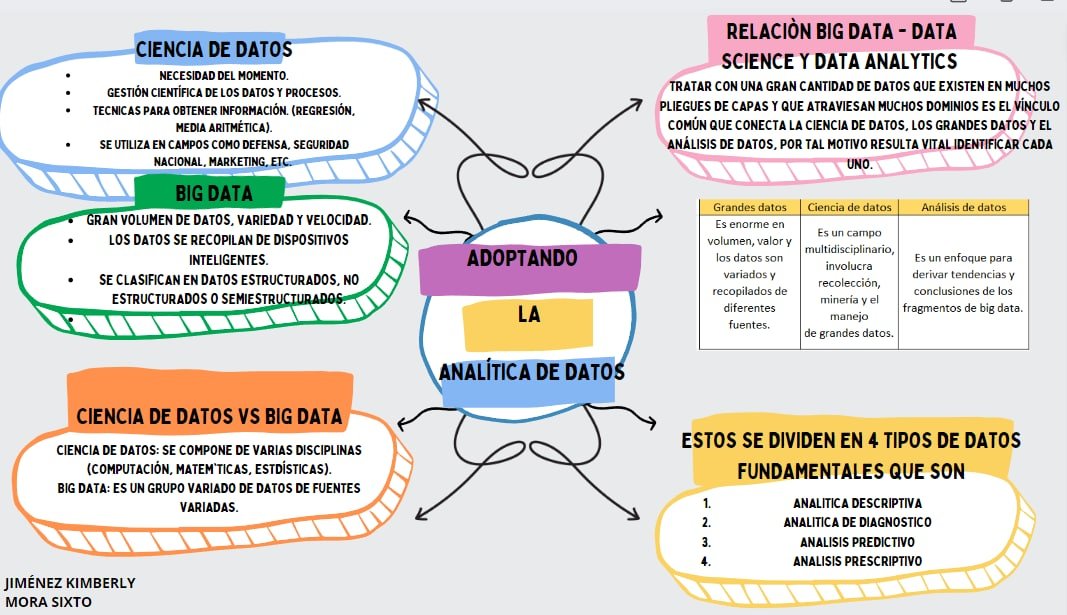 CIENCIA DE DATOS
• NECESIDAD DEL MOMENTO.
• GESTIÓN CIENTÍFICA DE LOS DATOS Y PROCESOS.
• TECNICAS PARA OBTENER INFORMACIÓN. (REGRESIÓN,
MEDIA ARITMÉTICA).
• SE UTILIZA EN CAMPOS COMO DEFENSA, SEGURIDAD
NACIONAL, MARKETING, ETC.
BIG DATA
• GRAN VOLUMEN DE DATOS, VARIEDAD Y VELOCIDAD.
• LOS DATOS SE RECOPILAN DE DISPOSITIVOS
INTELIGENTES.
• SE CLASIFICAN EN DATOS ESTRUCTURADOS, NO
ESTRUCTURADOS O SEMIESTRUCTURADOS.
•
CIENCIA DE DATOS VS BIG DATA
CIENCIA DE DATOS: SE COMPONE DE VARIAS DISCIPLINAS
(COMPUTACIÓN, MATEM`TICAS, ESTDÍSTICAS).
BIG DATA: ES UN GRUPO VARIADO DE DATOS DE FUENTES
VARIADAS.
ADOPTANDO
LA
ANALÍTICA DE DATOS
RELACIÒN BIG DATA - DATA
SCIENCE Y DATA ANALYTICS
TRATAR CON UNA GRAN CANTIDAD DE DATOS QUE EXISTEN EN MUCHOS
PLIEGUES DE CAPAS Y QUE ATRAVIESAN MUCHOS DOMINIOS ES EL VÍNCULO
COMÚN QUE CONECTA LA CIENCIA DE DATOS, LOS GRANDES DATOS Y EL
ANÁLISIS DE DATOS, POR TAL MOTIVO RESULTA VITAL IDENTIFICAR CADA
UNO.
Grandes datos
Es enorme en
volumen, valor y
los datos son
variados y
recopilados de
diferentes
fuentes.
Ciencia de datos
Es un campo
multidisciplinario,
involucra
recolección,
minería y el
manejo
de grandes datos.
Análisis de datos
Es un enfoque para
derivar tendencias y
conclusiones de los
fragmentos de big data.
ESTOS SE DIVIDEN EN 4 TIPOS DE DATOS
FUNDAMENTALES QUE SON
1. ANALITICA DESCRIPTIVA
2. ANALITICA DE DIAGNOSTICO
3. ANALISIS PREDICTIVO
4. ANALISIS PRESCRIPTIVO
JIMÉNEZ KIMBERLY
MORA SIXTO